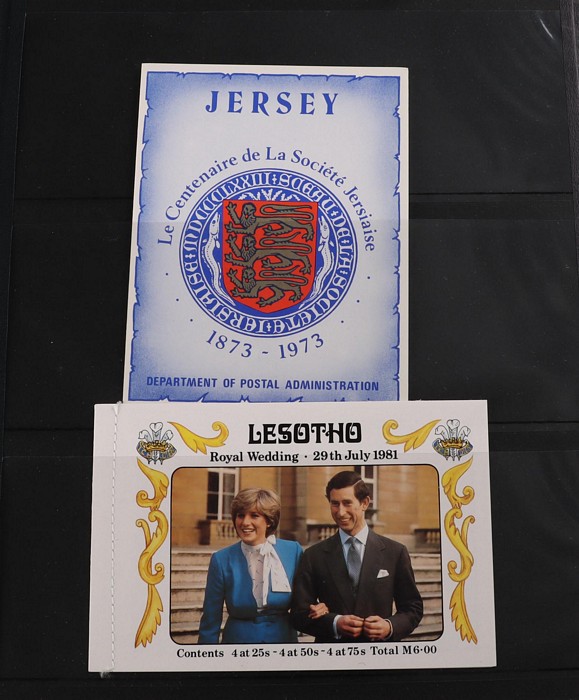 JERSEY
Le Centenaire de La Société Jersiaise
1873 - 1973
DEPARTMENT OF POSTAL ADMINISTRATION
LESOTHO
Royal Wedding · 29th July 1981
Contents 4 at 25s - 4 at 50s - 4 at 75s Total M6·00